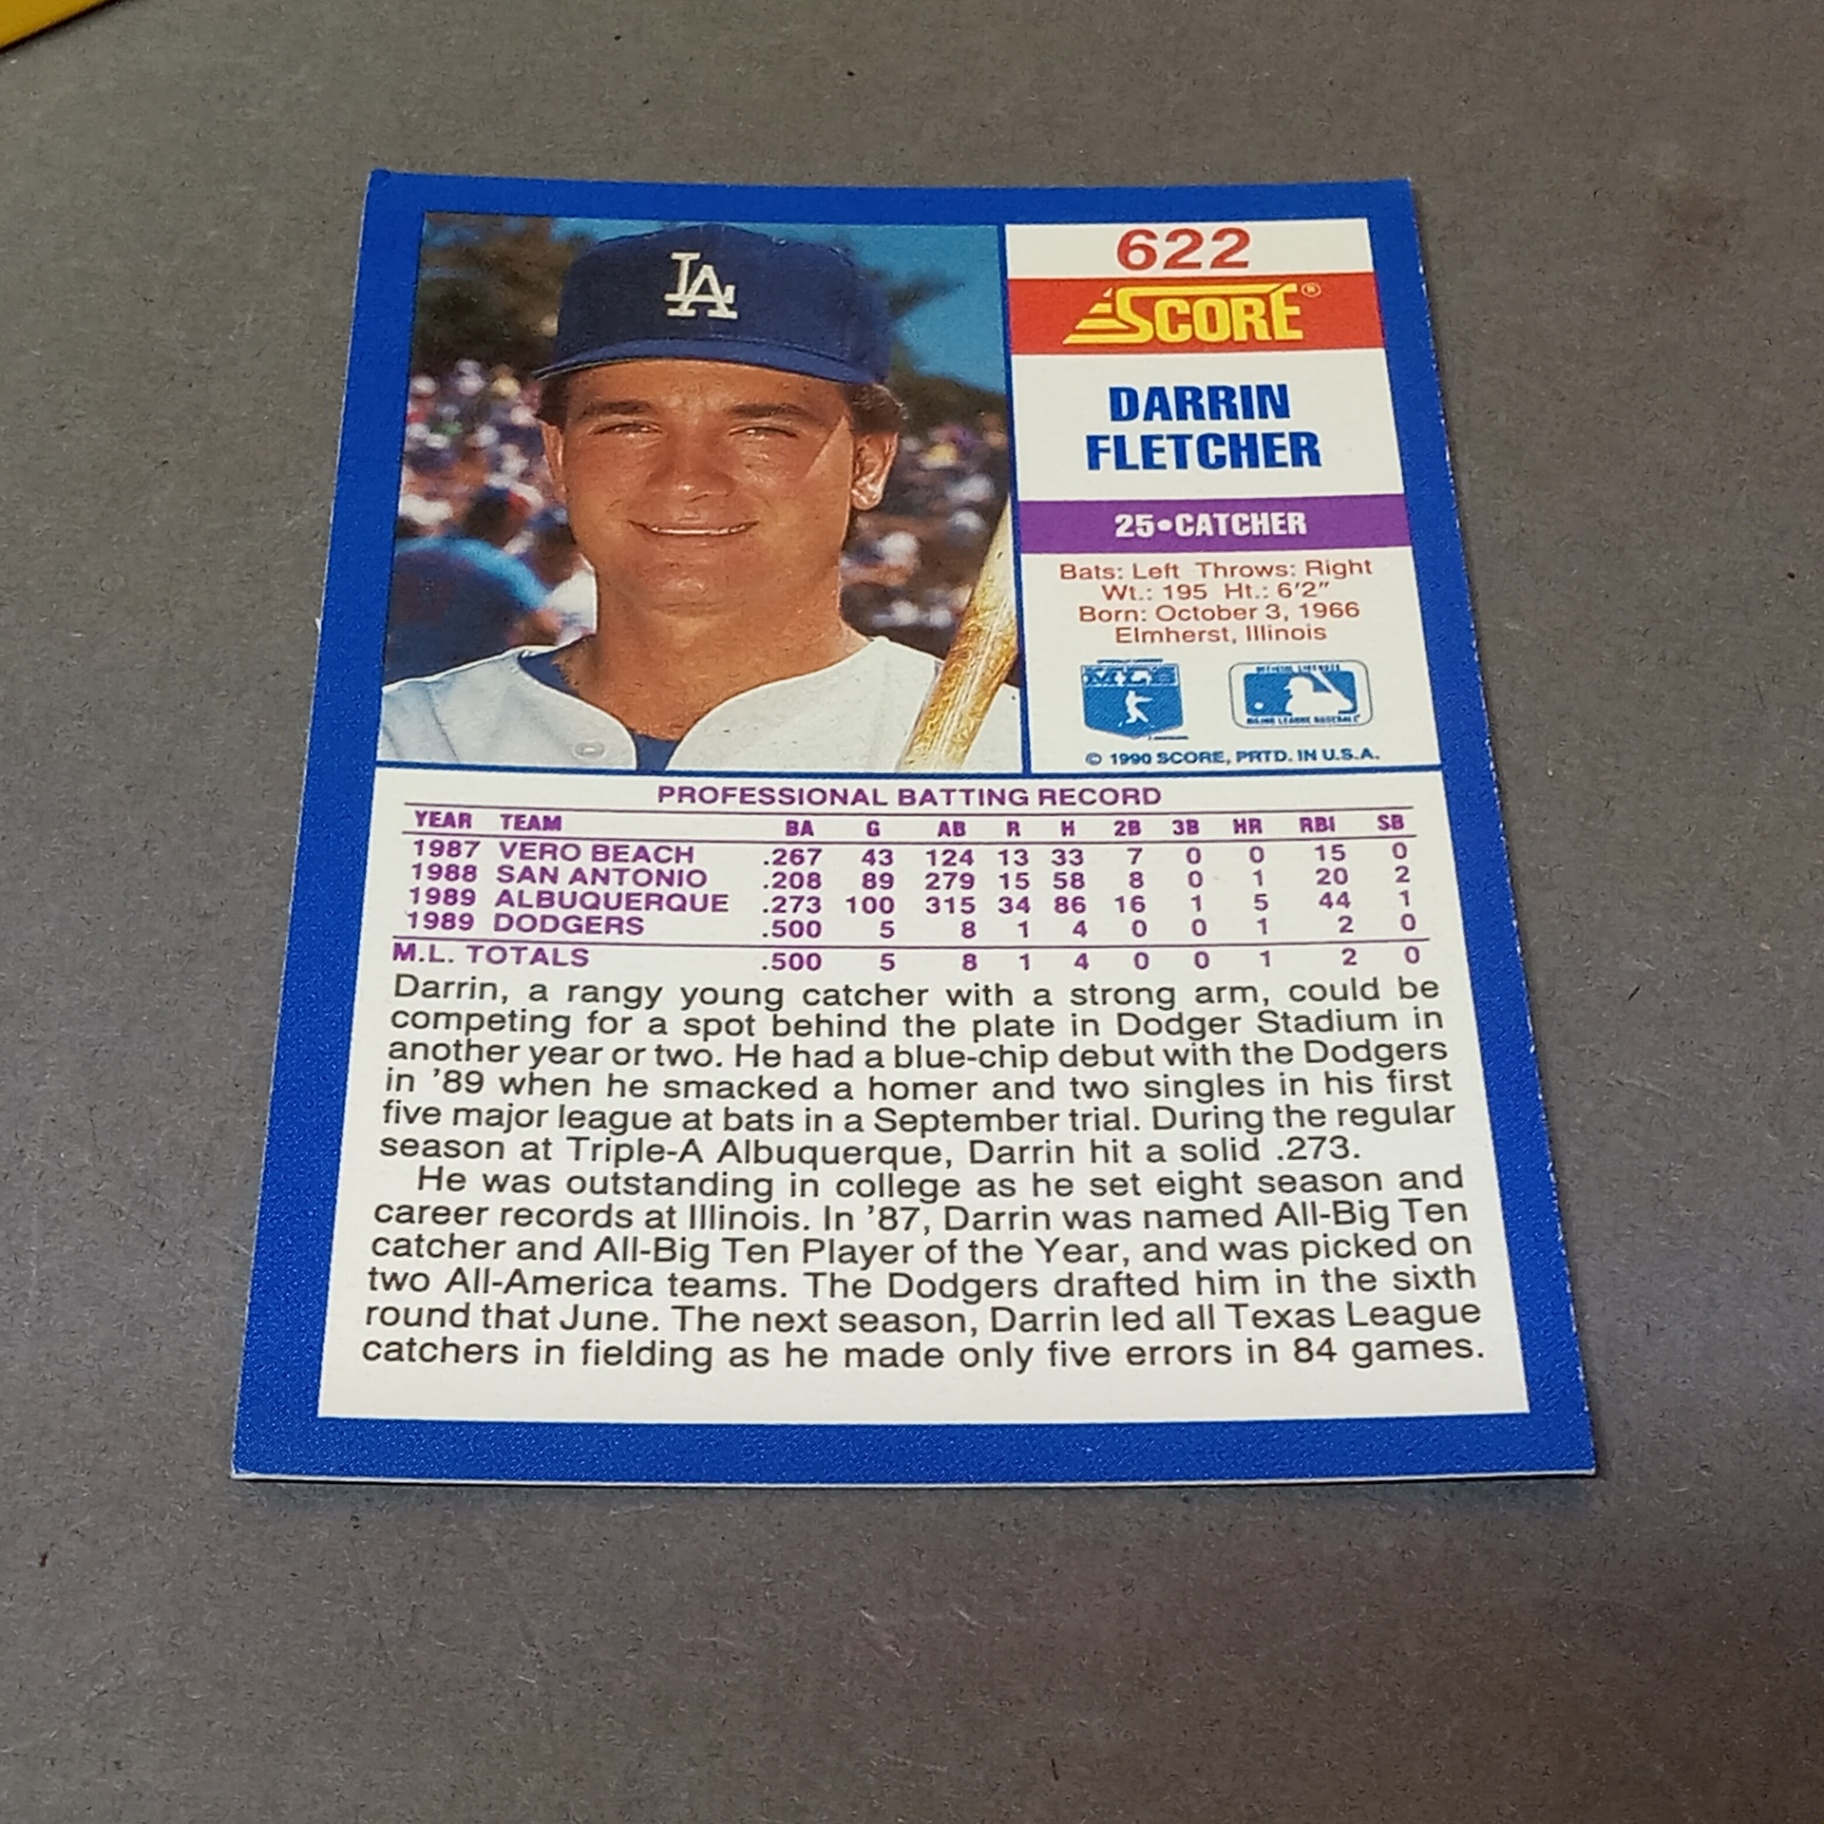 LA
622
SCORE®
DARRIN
FLETCHER
25•CATCHER
Bats: Left Throws: Right
Wt.: 195 Ht.: 6'2"
Born: October 3, 1966
Elmherst, Illinois
OFFICIAL LICENSEE
MAJOR LEAGUE BASEBALL
© 1990 SCORE, PRTD. IN U.S.A.
PROFESSIONAL BATTING RECORD
YEAR TEAM BA G AB R H 2B 3B HR RBI SB
1987 VERO BEACH .267 43 124 13 33 7 0 0 15 0
1988 SAN ANTONIO .208 89 279 15 58 8 0 1 20 2
1989 ALBUQUERQUE .273 100 315 34 86 16 1 5 44 1
1989 DODGERS .500 5 8 1 4 0 0 1 2 0
M.L. TOTALS .500 5 8 1 4 0 0 1 2 0
Darrin, a rangy young catcher with a strong arm, could be
competing for a spot behind the plate in Dodger Stadium in
another year or two. He had a blue-chip debut with the Dodgers
in '89 when he smacked a homer and two singles in his first
five major league at bats in a September trial. During the regular
season at Triple-A Albuquerque, Darrin hit a solid .273.
He was outstanding in college as he set eight season and
career records at Illinois. In '87, Darrin was named All-Big Ten
catcher and All-Big Ten Player of the Year, and was picked on
two All-America teams. The Dodgers drafted him in the sixth
round that June. The next season, Darrin led all Texas League
catchers in fielding as he made only five errors in 84 games.